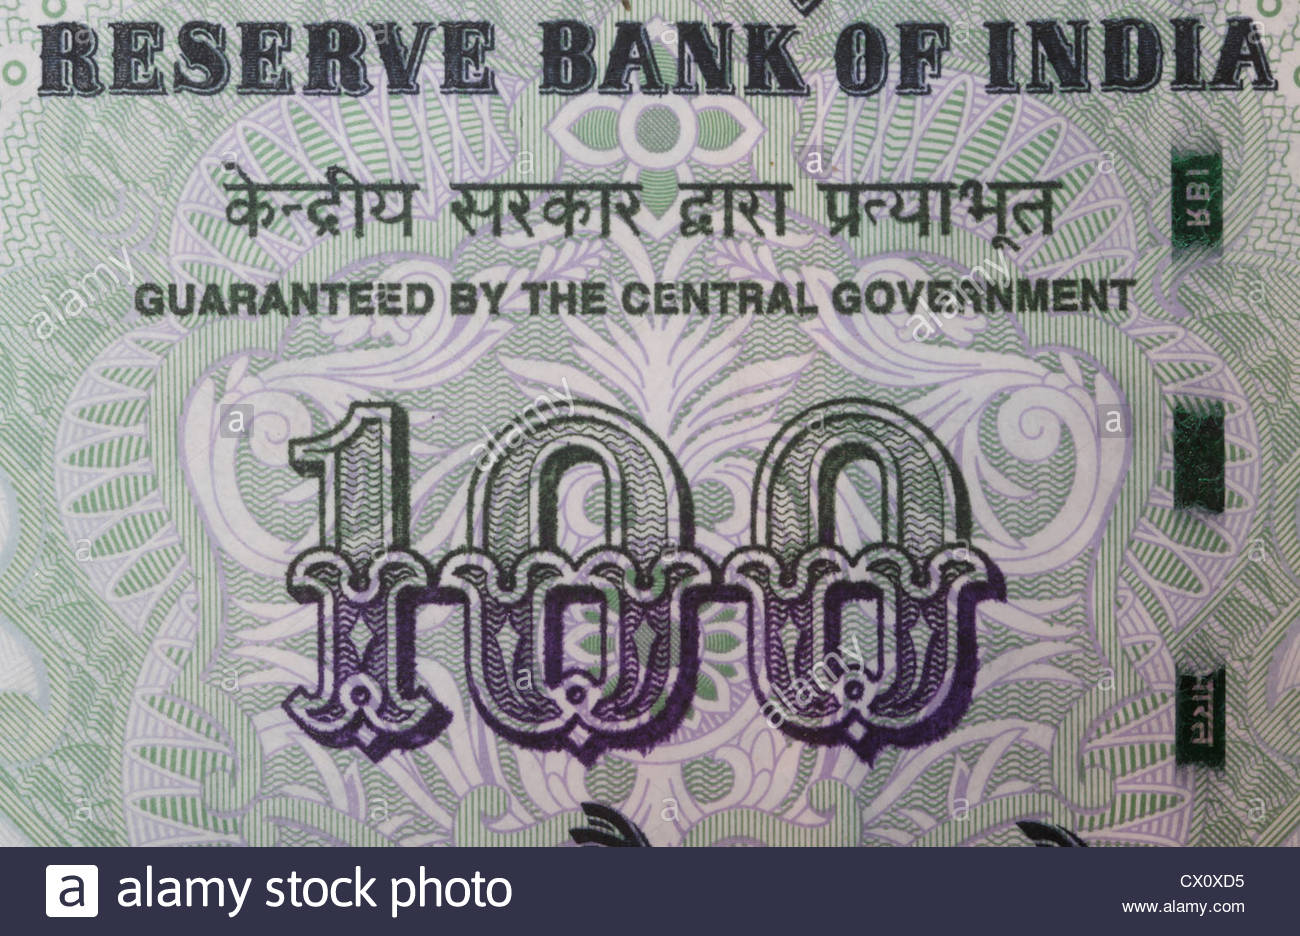 RESERVE BANK OF INDIA
केन्द्रीय सरकार द्वारा प्रत्याभूत
GUARANTEED BY THE CENTRAL GOVERNMENT
100
RBI
भारत
a alamy stock photo
CX0XD5
www.alamy.com